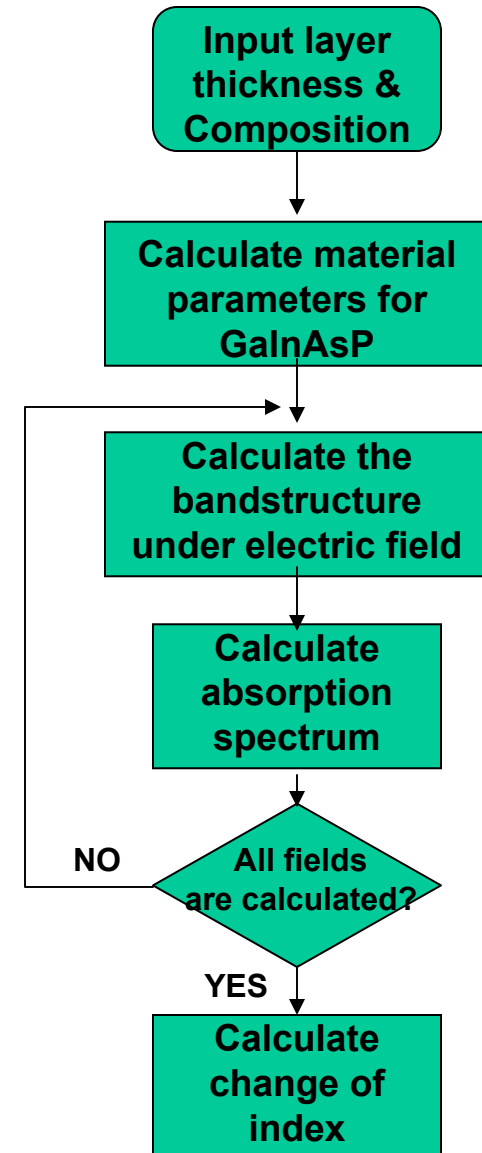 Input layer
thickness &
Composition
Calculate material
parameters for
GaInAsP
Calculate the
bandstructure
under electric field
Calculate
absorption
spectrum
NO
All fields
are calculated?
YES
Calculate
change of
index